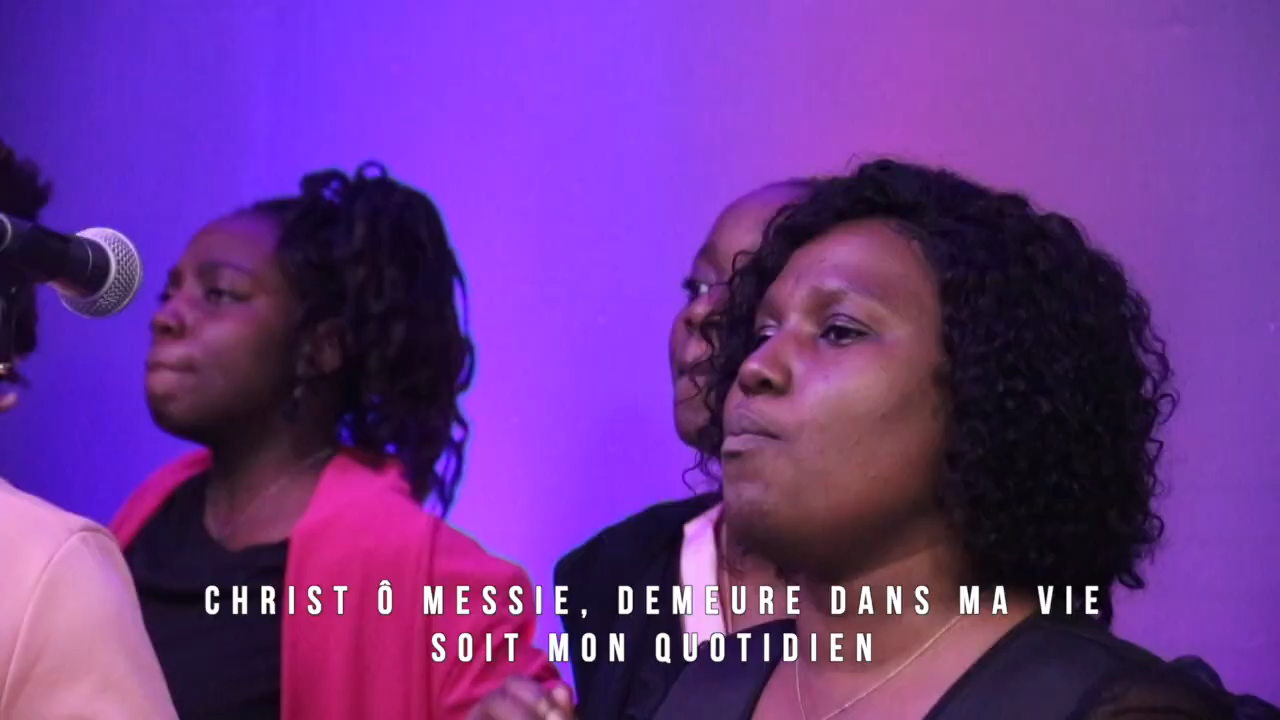 CHRIST Ô MESSIE, DEMEURE DANS MA VIE
SOIT MON QUOTIDIEN